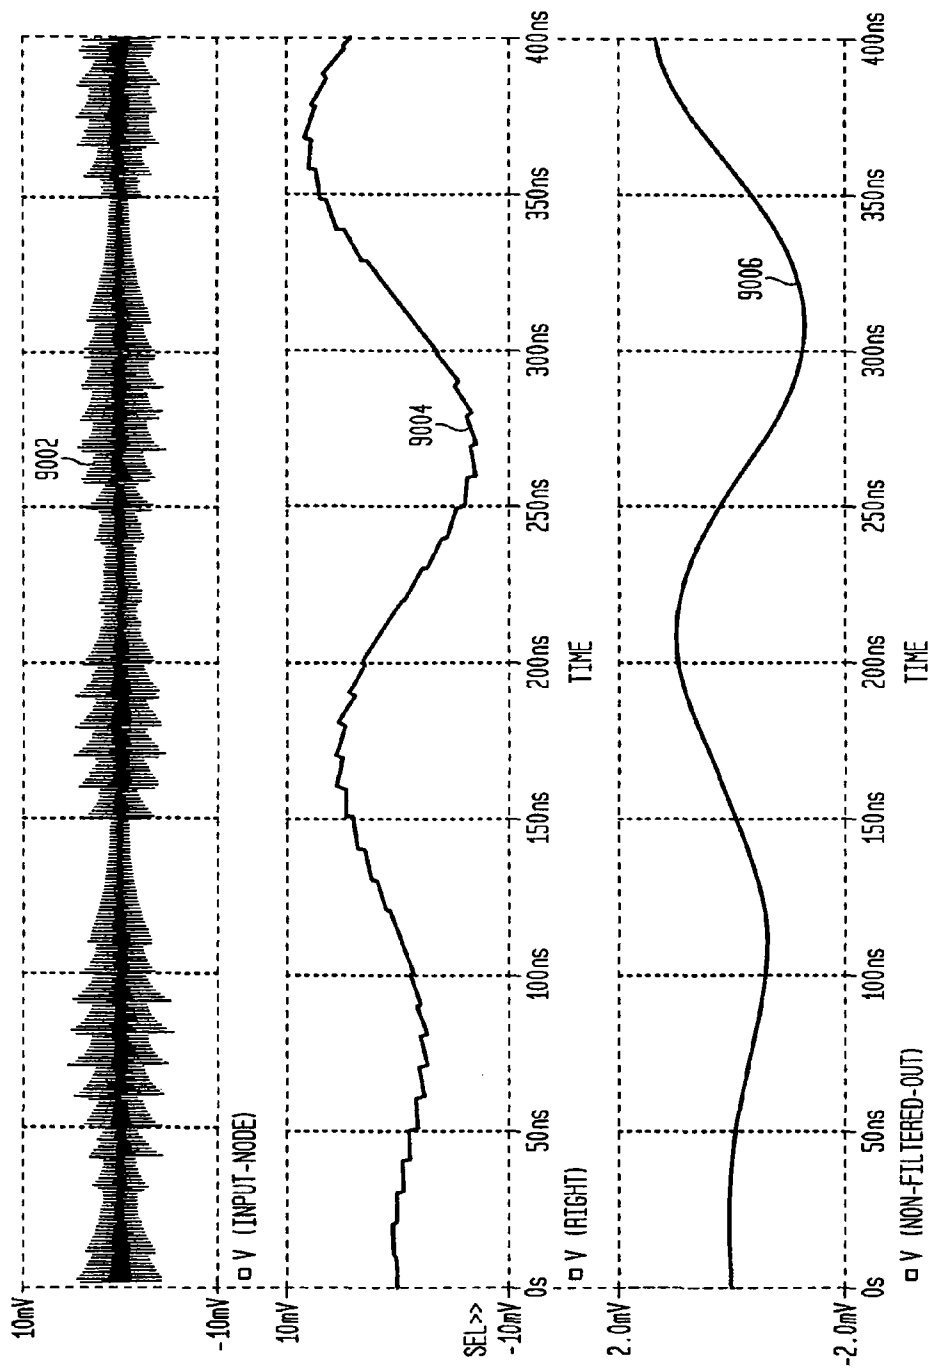 10mV
9002
-10mV
□ V (INPUT-NODE)
10mV
9004
SEL>>
-10mV
0s 50ns 100ns 150ns 200ns 250ns 300ns 350ns 400ns
□ V (RIGHT)
TIME
2.0mV
9006
-2.0mV
0s 50ns 100ns 150ns 200ns 250ns 300ns 350ns 400ns
□ V (NON-FILTERED-OUT)
TIME